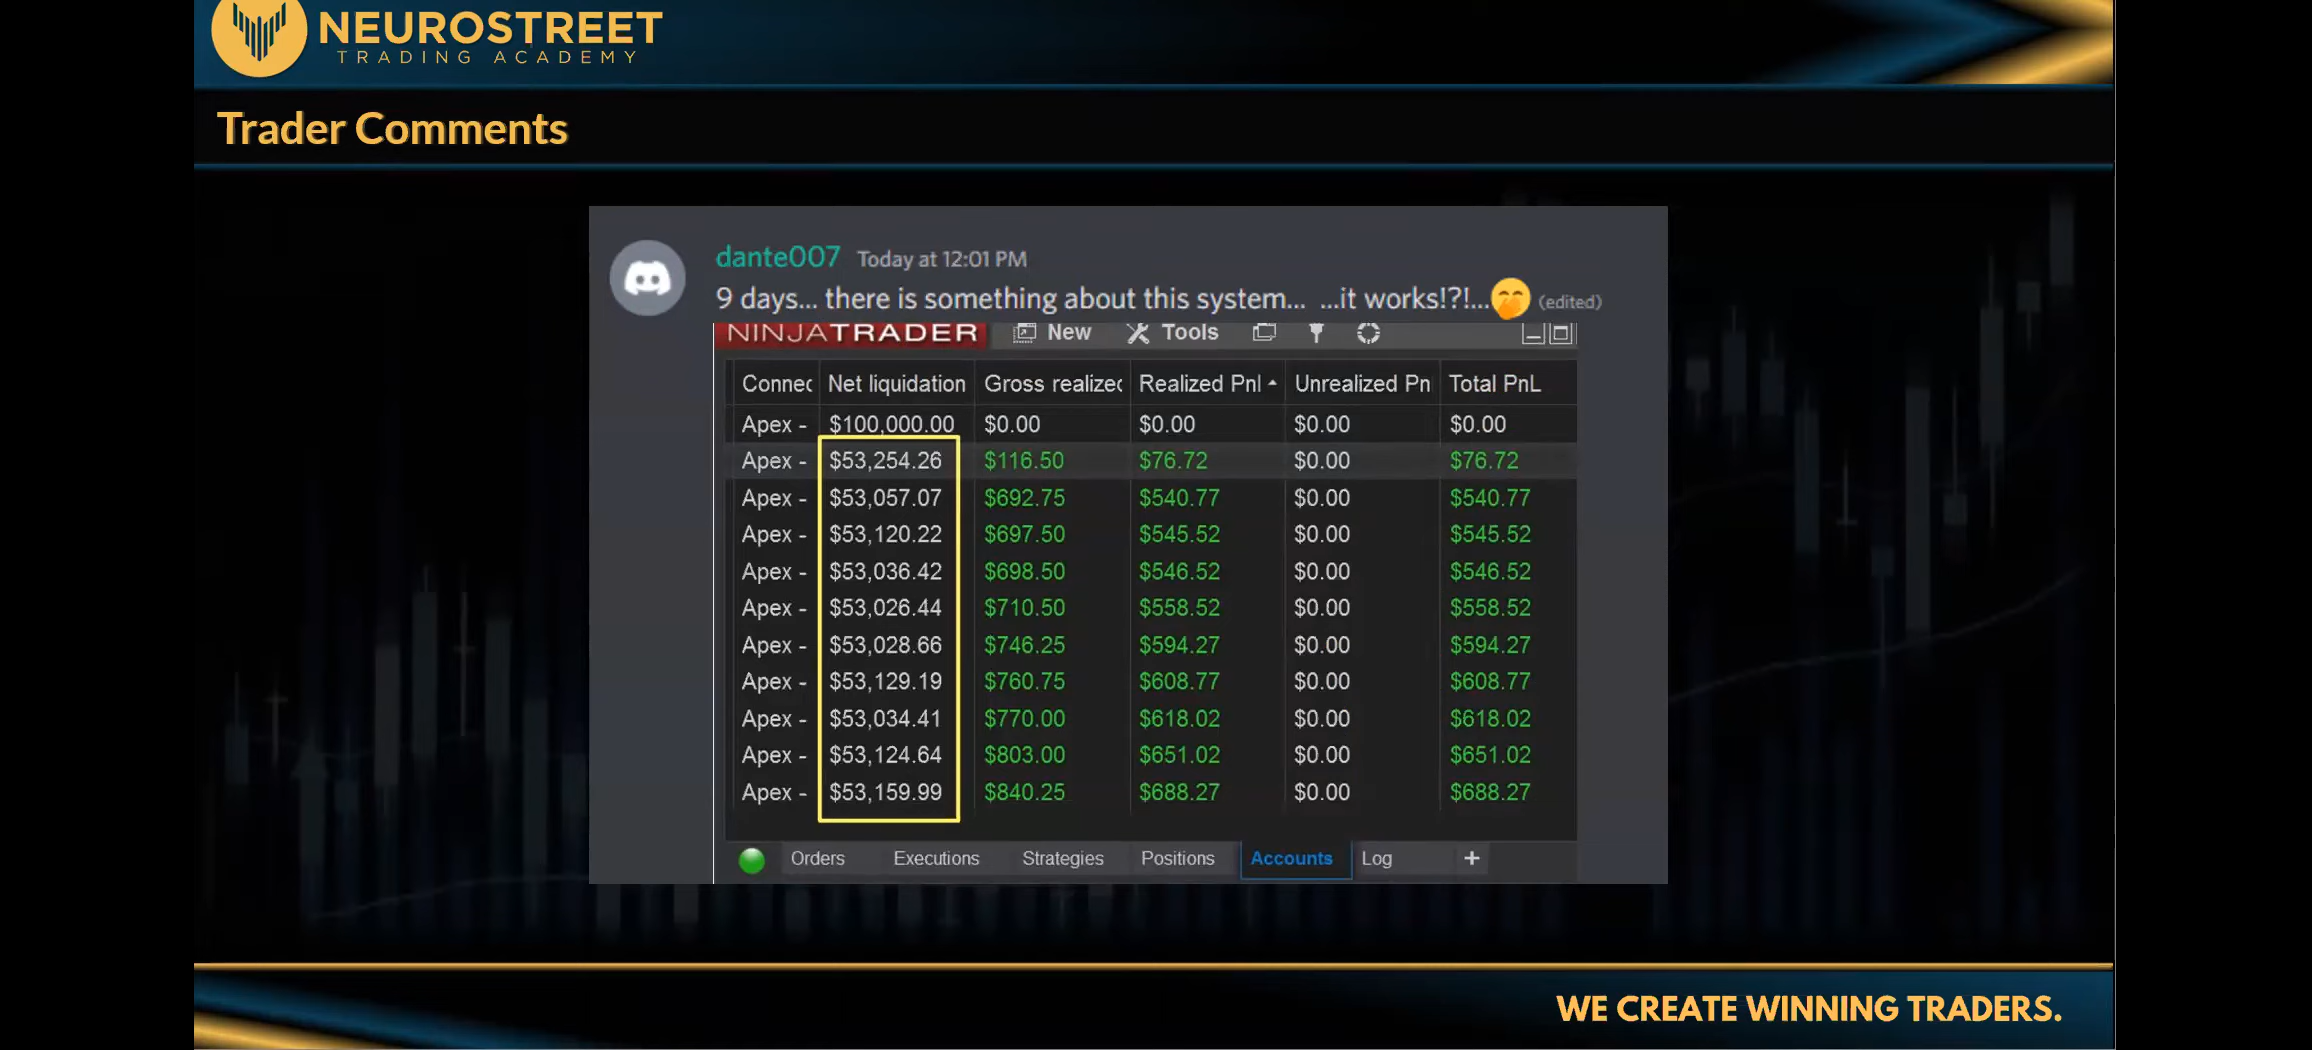 NEUROSTREET
TRADING ACADEMY
Trader Comments
dante007 Today at 12:01 PM
9 days... there is something about this system... ...it works!?!...🤭 (edited)
NINJATRADER New Tools
Connec Net liquidation Gross realized Realized Pnl Unrealized Pn Total PnL
Apex - $100,000.00 $0.00 $0.00 $0.00 $0.00
Apex - $53,254.26 $116.50 $76.72 $0.00 $76.72
Apex - $53,057.07 $692.75 $540.77 $0.00 $540.77
Apex - $53,120.22 $697.50 $545.52 $0.00 $545.52
Apex - $53,036.42 $698.50 $546.52 $0.00 $546.52
Apex - $53,026.44 $710.50 $558.52 $0.00 $558.52
Apex - $53,028.66 $746.25 $594.27 $0.00 $594.27
Apex - $53,129.19 $760.75 $608.77 $0.00 $608.77
Apex - $53,034.41 $770.00 $618.02 $0.00 $618.02
Apex - $53,124.64 $803.00 $651.02 $0.00 $651.02
Apex - $53,159.99 $840.25 $688.27 $0.00 $688.27
Orders Executions Strategies Positions Accounts Log +
WE CREATE WINNING TRADERS.